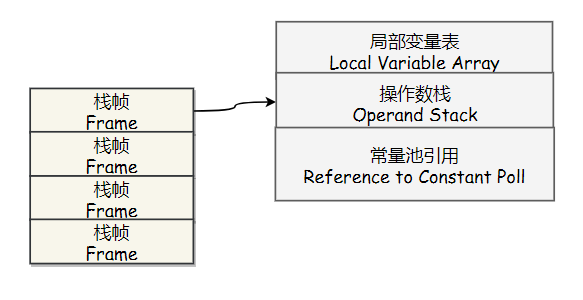 局部变量表
Local Variable Array
操作数栈
Operand Stack
常量池引用
Reference to Constant Poll
栈帧
Frame
栈帧
Frame
栈帧
Frame
栈帧
Frame